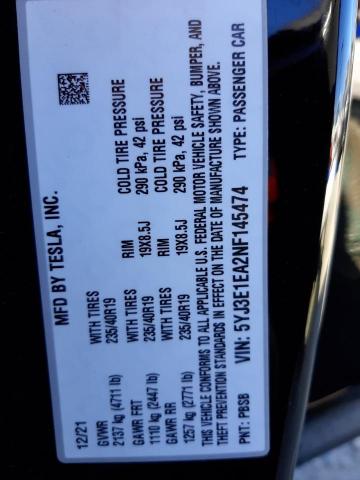 MFD BY TESLA, INC.
12/21
GVWR WITH TIRES RIM COLD TIRE PRESSURE
2137 kg (4711 lb) 235/40R19 19X8.5J 290 kPa, 42 psi
GAWR FRT WITH TIRES RIM COLD TIRE PRESSURE
1110 kg (2447 lb) 235/40R19 19X8.5J 290 kPa, 42 psi
GAWR RR
1257 kg (2771 lb)
THIS VEHICLE CONFORMS TO ALL APPLICABLE U.S. FEDERAL MOTOR VEHICLE SAFETY, BUMPER, AND
THEFT PREVENTION STANDARDS IN EFFECT ON THE DATE OF MANUFACTURE SHOWN ABOVE.
PNT: PBSB VIN: 5YJ3E1EA2NF145474 TYPE: PASSENGER CAR